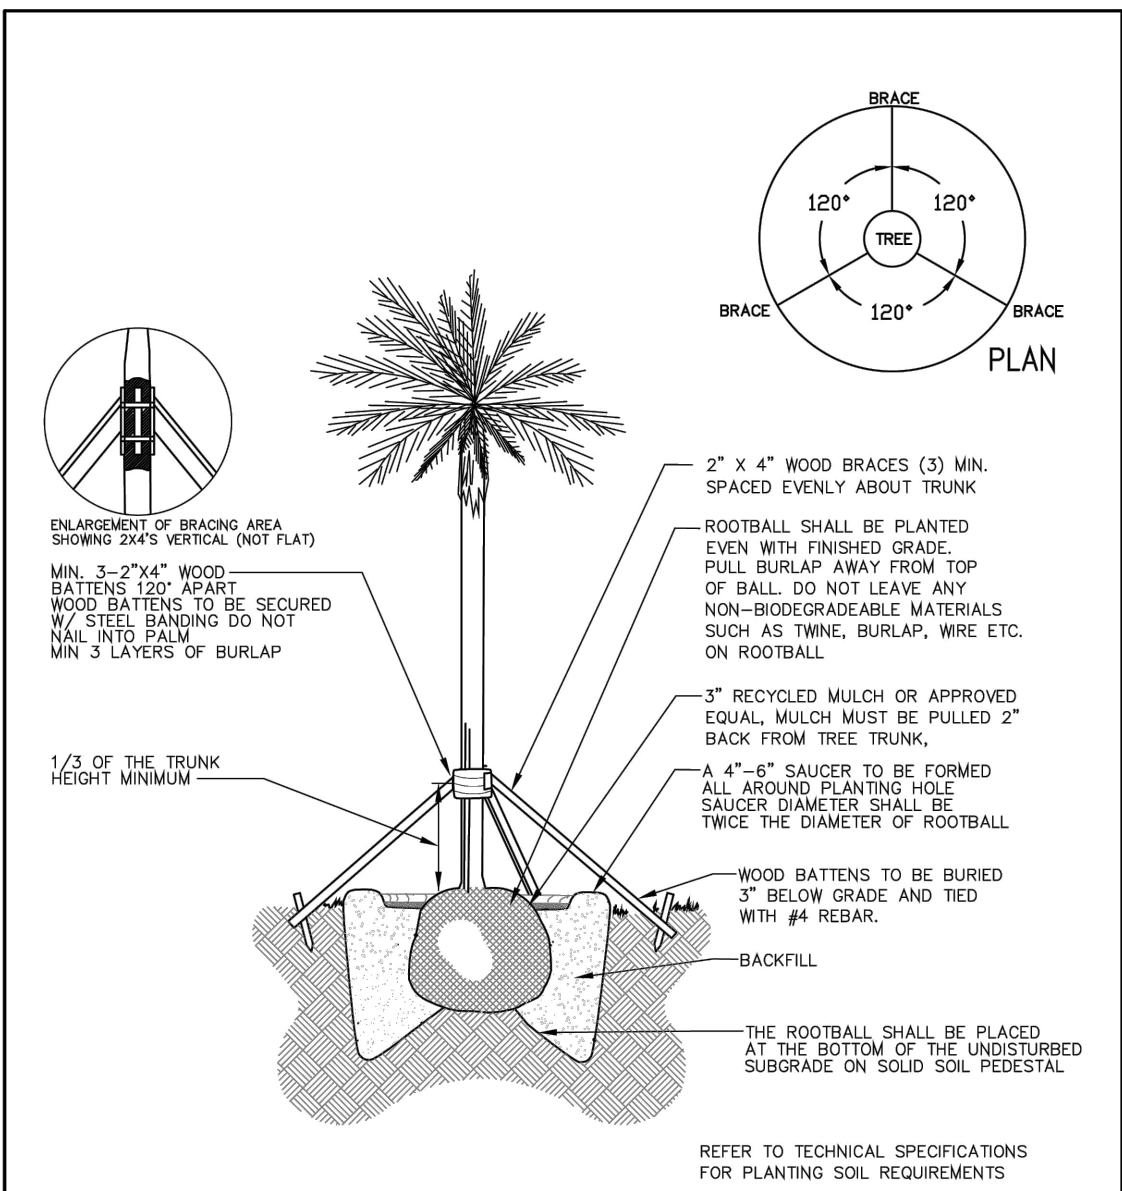 BRACE
120°
120°
TREE
BRACE
120°
BRACE
PLAN
ENLARGEMENT OF BRACING AREA
SHOWING 2X4'S VERTICAL (NOT FLAT)
MIN. 3-2"X4" WOOD
BATTENS 120° APART
WOOD BATTENS TO BE SECURED
W/ STEEL BANDING DO NOT
NAIL INTO PALM
MIN 3 LAYERS OF BURLAP
1/3 OF THE TRUNK
HEIGHT MINIMUM
2" X 4" WOOD BRACES (3) MIN.
SPACED EVENLY ABOUT TRUNK
ROOTBALL SHALL BE PLANTED
EVEN WITH FINISHED GRADE.
PULL BURLAP AWAY FROM TOP
OF BALL. DO NOT LEAVE ANY
NON-BIODEGRADEABLE MATERIALS
SUCH AS TWINE, BURLAP, WIRE ETC.
ON ROOTBALL
3" RECYCLED MULCH OR APPROVED
EQUAL, MULCH MUST BE PULLED 2"
BACK FROM TREE TRUNK,
A 4"-6" SAUCER TO BE FORMED
ALL AROUND PLANTING HOLE
SAUCER DIAMETER SHALL BE
TWICE THE DIAMETER OF ROOTBALL
WOOD BATTENS TO BE BURIED
3" BELOW GRADE AND TIED
WITH #4 REBAR.
BACKFILL
THE ROOTBALL SHALL BE PLACED
AT THE BOTTOM OF THE UNDISTURBED
SUBGRADE ON SOLID SOIL PEDESTAL
REFER TO TECHNICAL SPECIFICATIONS
FOR PLANTING SOIL REQUIREMENTS